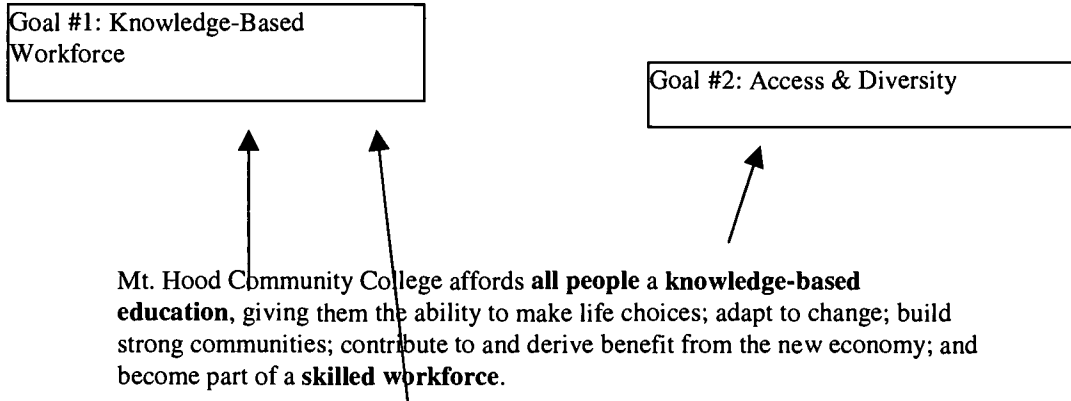 Goal #1: Knowledge-Based
Workforce
Goal #2: Access & Diversity
Mt. Hood Community College affords all people a knowledge-based
education, giving them the ability to make life choices; adapt to change; build
strong communities; contribute to and derive benefit from the new economy; and
become part of a skilled workforce.